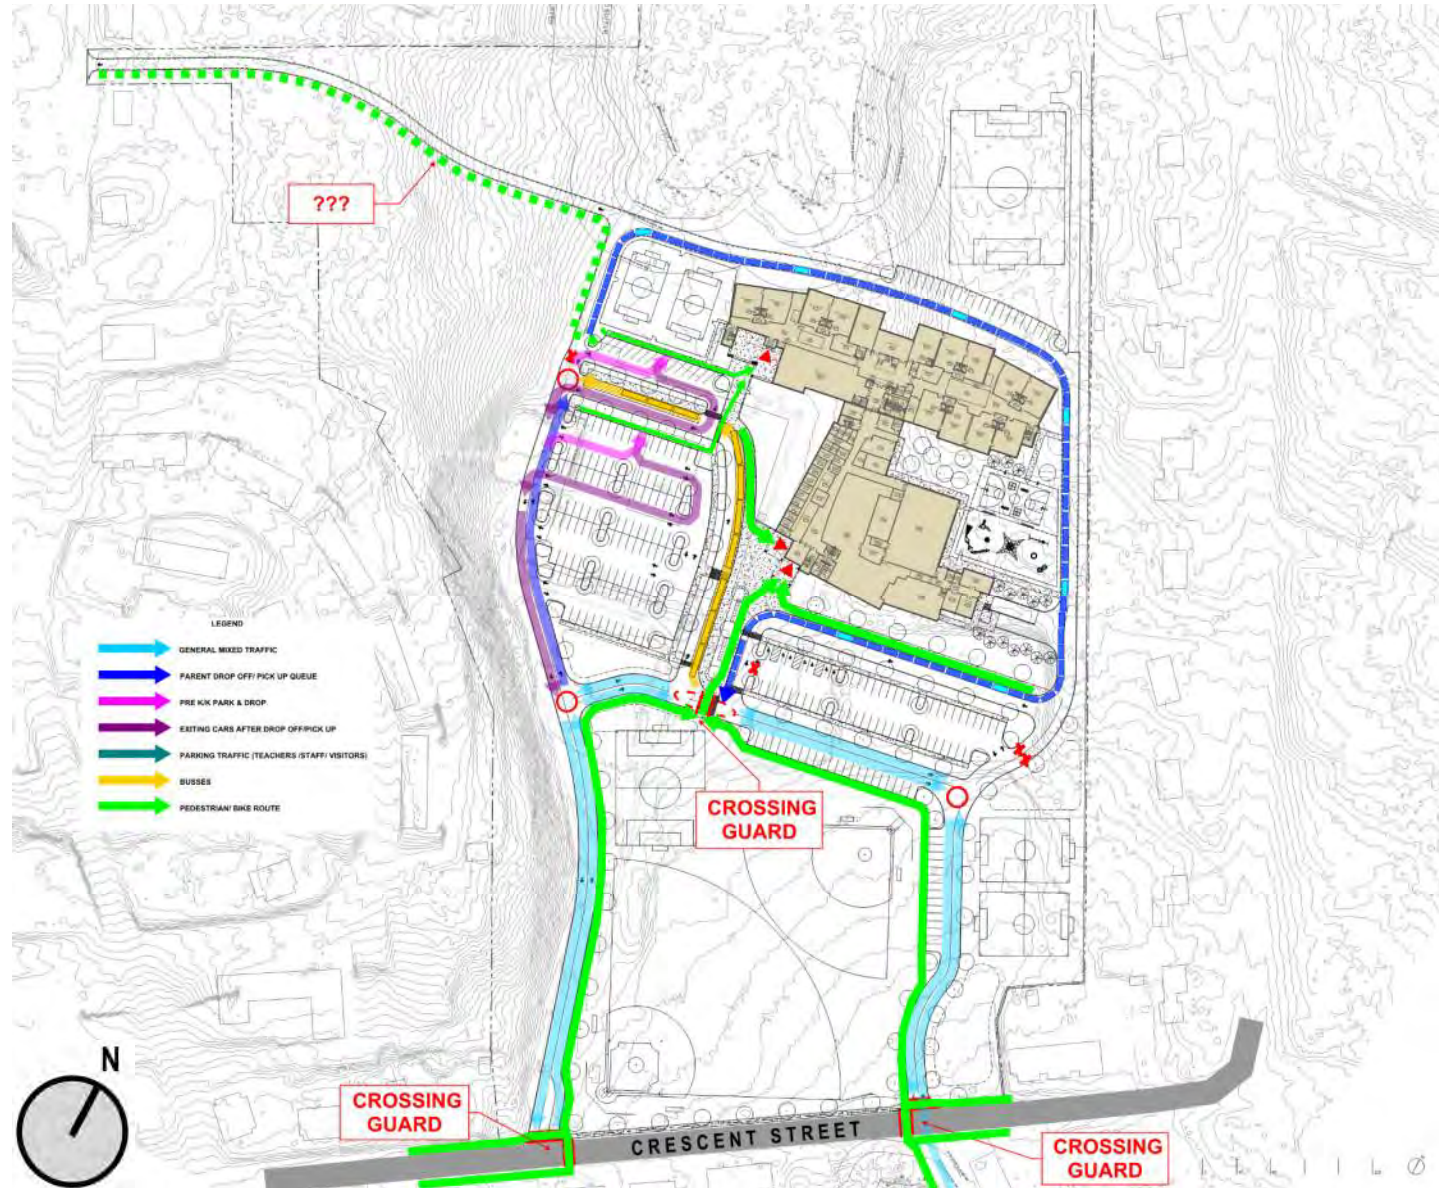 ???
LEGEND
GENERAL MIXED TRAFFIC
PARENT DROP OFF/ PICK UP QUEUE
PRE K/K PARK & DROP
EXITING CARS AFTER DROP OFF/PICK UP
PARKING TRAFFIC (TEACHERS /STAFF/ VISITORS)
BUSSES
PEDESTRIAN/ BIKE ROUTE
CROSSING
GUARD
N
CROSSING
GUARD
CRESCENT STREET
CROSSING
GUARD